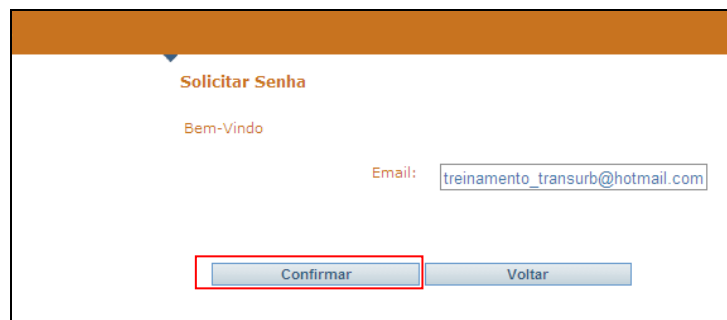 Solicitar Senha
Bem-Vindo
Email: treinamento_transurb@hotmail.com
Confirmar Voltar